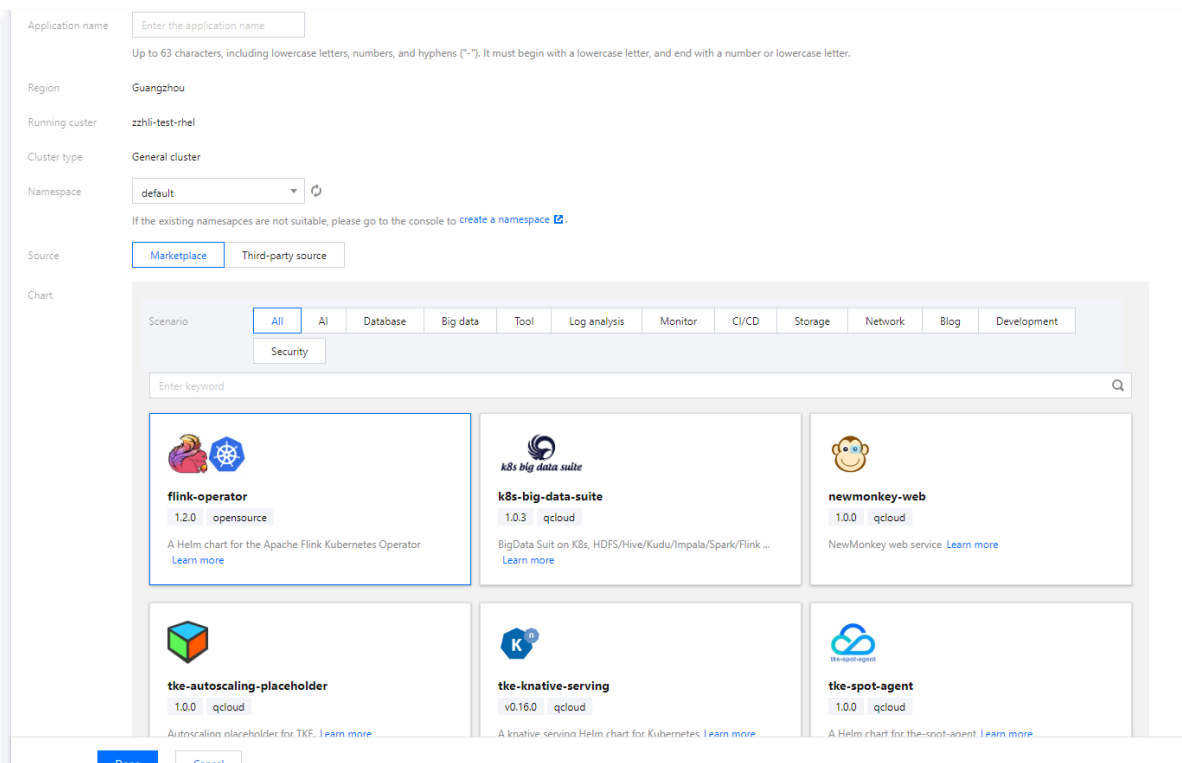 Application name
Enter the application name
Up to 63 characters, including lowercase letters, numbers, and hyphens ("-"). It must begin with a lowercase letter, and end with a number or lowercase letter.
Region Guangzhou
Running custer zzhli-test-rhel
Cluster type General cluster
Namespace default
If the existing namesapces are not suitable, please go to the console to create a namespace .
Source Marketplace Third-party source
Chart
Scenario All AI Database Big data Tool Log analysis Monitor CI/CD Storage Network Blog Development
Security
Enter keyword
k8s big data suite
flink-operator
1.2.0 opensource
A Helm chart for the Apache Flink Kubernetes Operator
Learn more
k8s-big-data-suite
1.0.3 qcloud
BigData Suit on K8s, HDFS/Hive/Kudu/Impala/Spark/Flink ...
Learn more
newmonkey-web
1.0.0 qcloud
NewMonkey web service Learn more
K n
tke-spot-agent
tke-autoscaling-placeholder
1.0.0 qcloud
Autoscaling placeholder for TKE. Learn more
tke-knative-serving
v0.16.0 qcloud
A knative serving Helm chart for Kubernetes Learn more
tke-spot-agent
1.0.0 qcloud
A Helm chart for the-spot-agent Learn more
Done Cancel